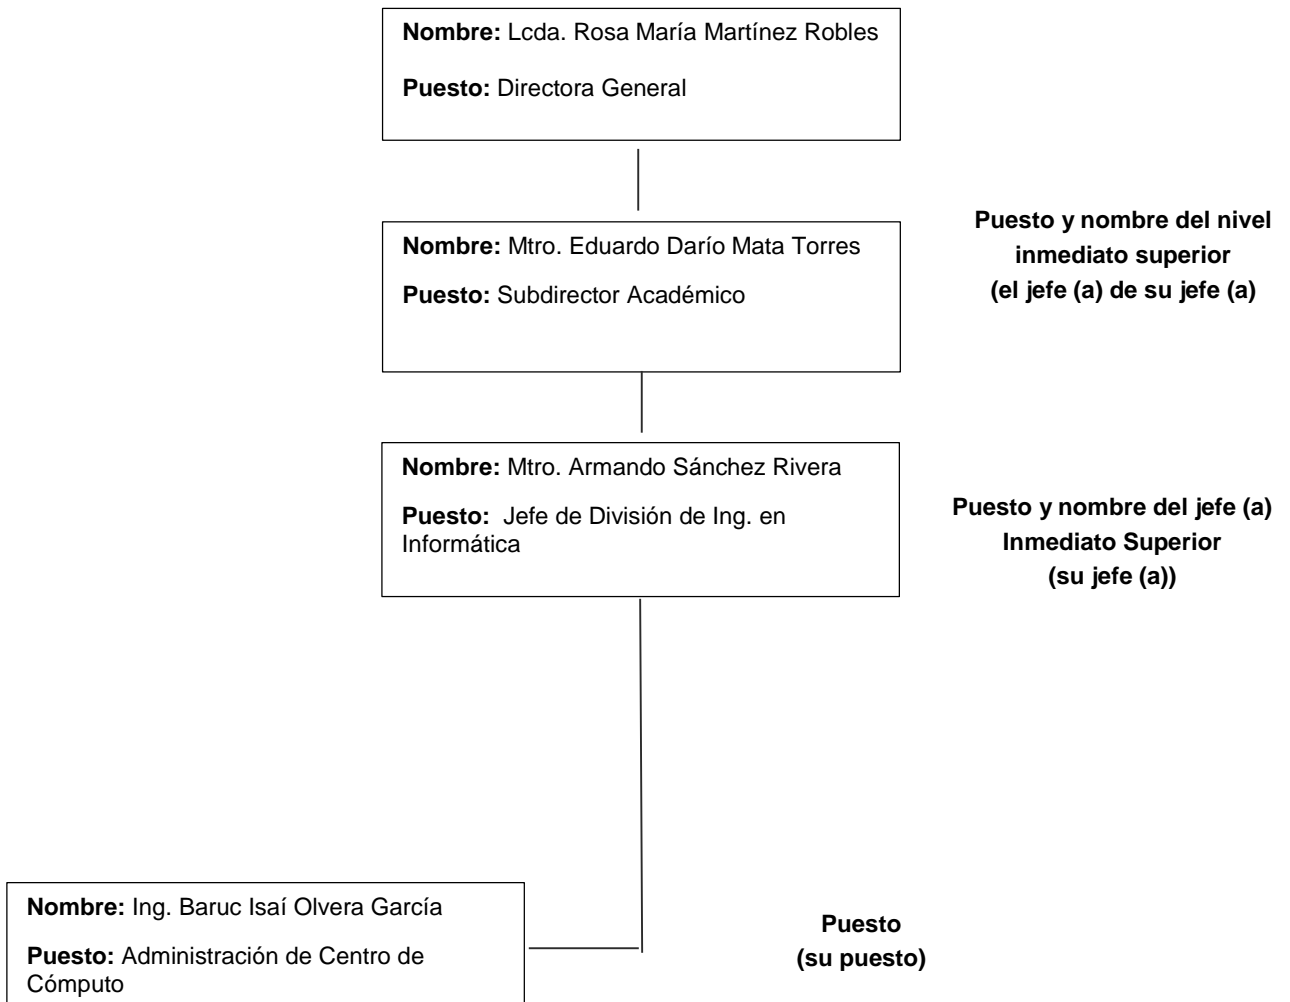 Nombre: Lcda. Rosa María Martínez Robles
Puesto: Directora General
Nombre: Mtro. Eduardo Darío Mata Torres
Puesto: Subdirector Académico
Puesto y nombre del nivel
inmediato superior
(el jefe (a) de su jefe (a)
Nombre: Mtro. Armando Sánchez Rivera
Puesto: Jefe de División de Ing. en
Informática
Puesto y nombre del jefe (a)
Inmediato Superior
(su jefe (a))
Nombre: Ing. Baruc Isaí Olvera García
Puesto: Administración de Centro de
Cómputo
Puesto
(su puesto)